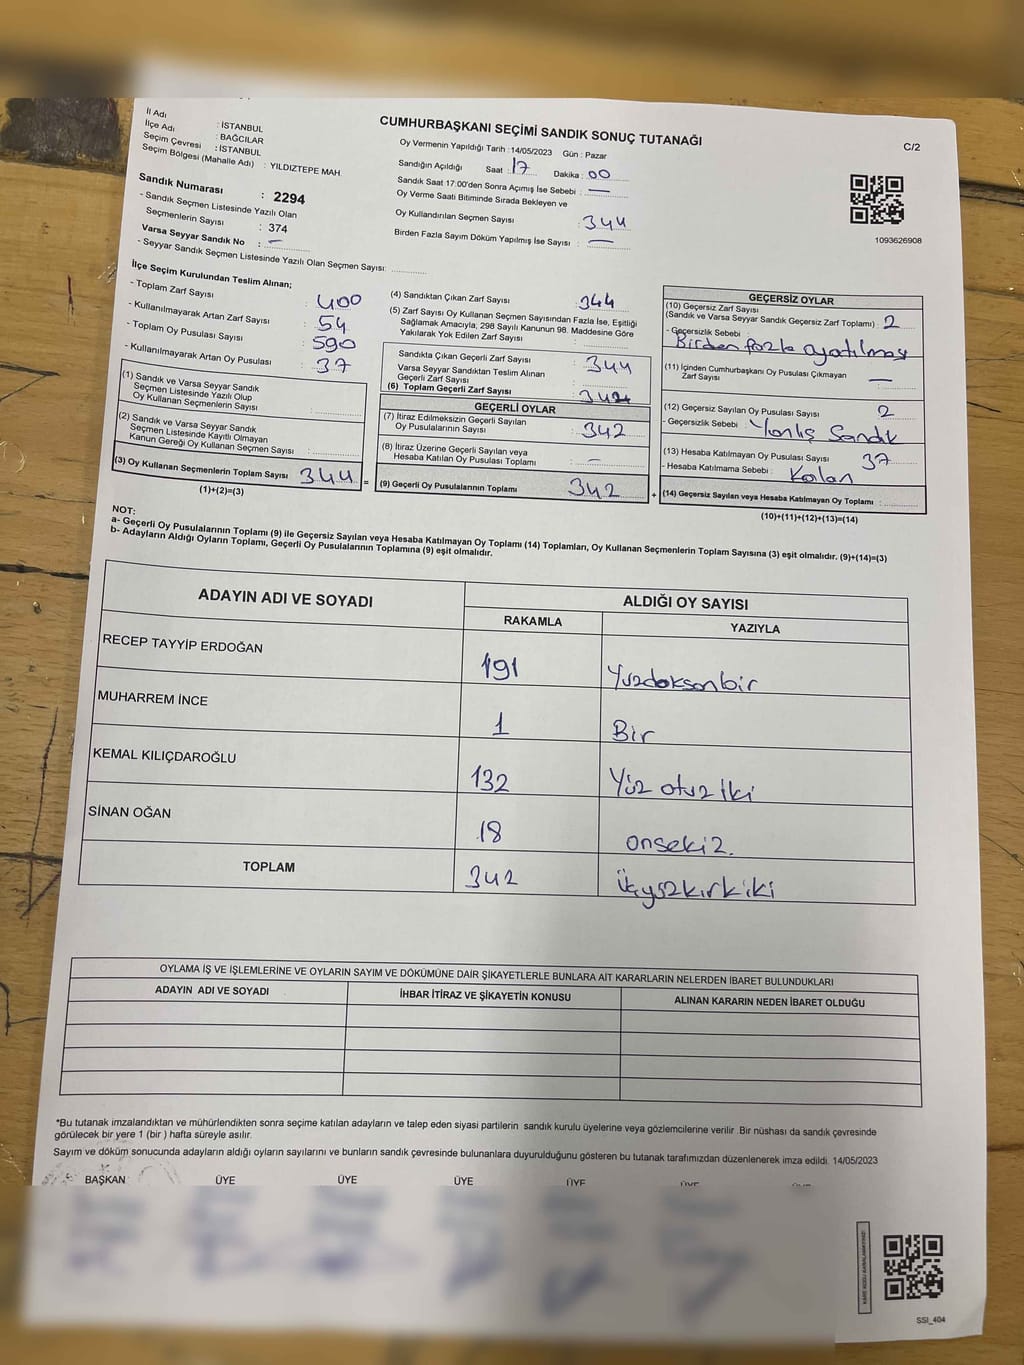 CUMHURBAŞKANI SEÇİMİ SANDIK SONUÇ TUTANAĞI
C/2
İl Adı : İSTANBUL
İlçe Adı : BAĞCILAR
Seçim Çevresi : İSTANBUL
Seçim Bölgesi (Mahalle Adı) : YILDIZTEPE MAH
Sandık Numarası : 2294
- Sandık Seçmen Listesinde Yazılı Olan
Seçmenlerin Sayısı : 374
Varsa Seyyar Sandık No : —
- Seyyar Sandık Seçmen Listesinde Yazılı Olan Seçmen Sayısı:
Oy Vermenin Yapıldığı Tarih : 14/05/2023 Gün : Pazar
Sandığın Açıldığı Saat : 17 Dakika : 00
Sandık Saat 17:00'den Sonra Açımış İse Sebebi : —
Oy Verme Saati Bitiminde Sırada Bekleyen ve
Oy Kullandırılan Seçmen Sayısı : 344
Birden Fazla Sayım Döküm Yapılmış İse Sayısı : —
1093626908
İlçe Seçim Kurulundan Teslim Alınan;
- Toplam Zarf Sayısı : 400
- Kullanılmayarak Artan Zarf Sayısı : 54
- Toplam Oy Pusulası Sayısı : 590
- Kullanılmayarak Artan Oy Pusulası : 37
(1) Sandık ve Varsa Seyyar Sandık
Seçmen Listesinde Yazılı Olup
Oy Kullanan Seçmenlerin Sayısı :
(2) Sandık ve Varsa Seyyar Sandık
Seçmen Listesinde Kayıtlı Olmayan
Kanun Gereği Oy Kullanan Seçmen Sayısı :
(3) Oy Kullanan Seçmenlerin Toplam Sayısı 344 =
(1)+(2)=(3)
(4) Sandıktan Çıkan Zarf Sayısı : 344
(5) Zarf Sayısı Oy Kullanan Seçmen Sayısından Fazla İse, Eşitliği
Sağlamak Amacıyla; 298 Sayılı Kanunun 98. Maddesine Göre
Yakılarak Yok Edilen Zarf Sayısı :
Sandıkta Çıkan Geçerli Zarf Sayısı : 344
Varsa Seyyar Sandıktan Teslim Alınan
Geçerli Zarf Sayısı :
(6) Toplam Geçerli Zarf Sayısı :
GEÇERLİ OYLAR
(7) İtiraz Edilmeksizin Geçerli Sayılan
Oy Pusulalarının Sayısı : 342
(8) İtiraz Üzerine Geçerli Sayılan veya
Hesaba Katılan Oy Pusulası Toplamı : —
(9) Geçerli Oy Pusulalarının Toplamı 342 +
GEÇERSİZ OYLAR
(10) Geçersiz Zarf Sayısı
(Sandık ve Varsa Seyyar Sandık Geçersiz Zarf Toplamı) : 2
- Geçersizlik Sebebi :
Birden fazla
(11) İçinden Cumhurbaşkanı Oy Pusulası Çıkmayan
Zarf Sayısı —
(12) Geçersiz Sayılan Oy Pusulası Sayısı 2
- Geçersizlik Sebebi : Yanlış Sandık
(13) Hesaba Katılmayan Oy Pusulası Sayısı 37
- Hesaba Katılmama Sebebi : Kalan
(14) Geçersiz Sayılan veya Hesaba Katılmayan Oy Toplamı :
(10)+(11)+(12)+(13)=(14)
NOT:
a- Geçerli Oy Pusulalarının Toplamı (9) ile Geçersiz Sayılan veya Hesaba Katılmayan Oy Toplamı (14) Toplamları, Oy Kullanan Seçmenlerin Toplam Sayısına (3) eşit olmalıdır. (9)+(14)=(3)
b- Adayların Aldığı Oyların Toplamı, Geçerli Oy Pusulalarının Toplamına (9) eşit olmalıdır.
ADAYIN ADI VE SOYADI
ALDIĞI OY SAYISI
RAKAMLA YAZIYLA
RECEP TAYYİP ERDOĞAN 191 Yüzdoksanbir
MUHARREM İNCE 1 Bir
KEMAL KILIÇDAROĞLU 132 Yüz otuz iki
SİNAN OĞAN 18 onsekiz.
TOPLAM 342 Üçyüzkırkiki
OYLAMA İŞ VE İŞLEMLERİNE VE OYLARIN SAYIM VE DÖKÜMÜNE DAİR ŞİKAYETLERLE BUNLARA AİT KARARLARIN NELERDEN İBARET BULUNDUKLARI
ADAYIN ADI VE SOYADI İHBAR İTİRAZ VE ŞİKAYETİN KONUSU ALINAN KARARIN NEDEN İBARET OLDUĞU
*Bu tutanak imzalandıktan ve mühürlendikten sonra seçime katılan adayların ve talep eden siyasi partilerin sandık kurulu üyelerine veya gözlemcilerine verilir .Bir nüshası da sandık çevresinde
görülecek bir yere 1 (bir ) hafta süreyle asılır.
Sayım ve döküm sonucunda adayların aldığı oyların sayılarını ve bunların sandık çevresinde bulunanlara duyurulduğunu gösteren bu tutanak tarafımızdan düzenlenerek imza edildi. 14/05/2023
BAŞKAN ÜYE ÜYE ÜYE ÜYE ÜYE
SSI_404